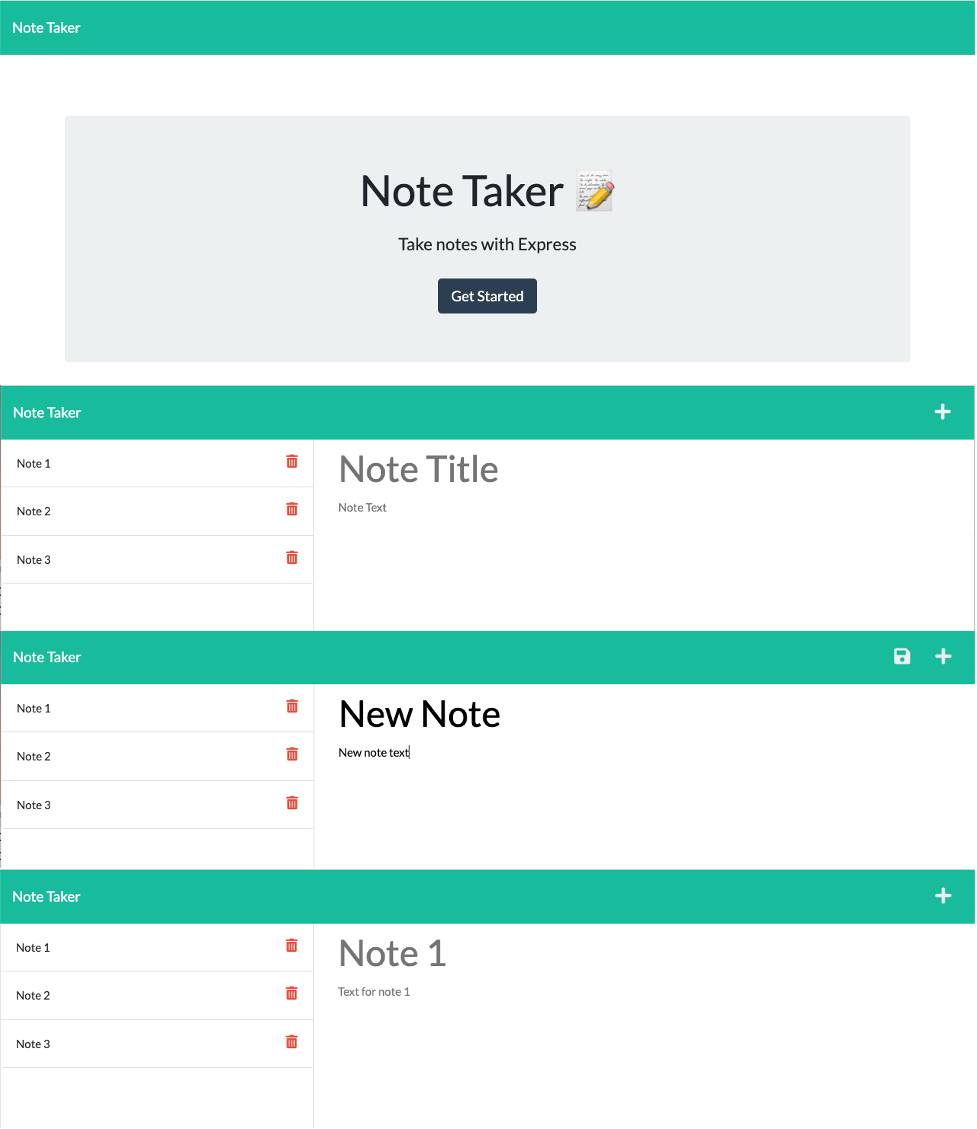 Note Taker
Note Taker
Take notes with Express
Get Started
Note Taker
Note 1
Note 2
Note 3
Note Title
Note Text
Note Taker
Note 1
Note 2
Note 3
New Note
New note text
Note Taker
Note 1
Note 2
Note 3
Note 1
Text for note 1